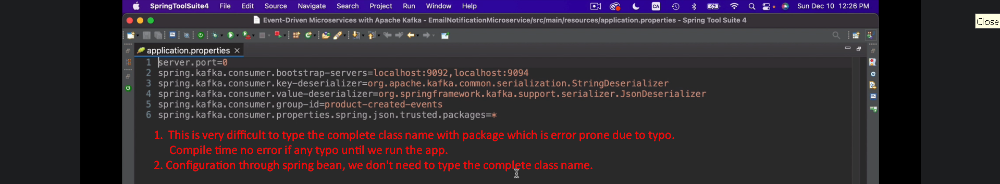 SpringToolSuite4 File Edit Source Navigate Search Project Run Window Help CA Sun Dec 10 12:26 PM
Event-Driven Microservices with Apache Kafka - EmailNotificationMicroservice/src/main/resources/application.properties - Spring Tool Suite 4
Close
application.properties
1 server.port=0
2 spring.kafka.consumer.bootstrap-servers=localhost:9092,localhost:9094
3 spring.kafka.consumer.key-deserializer=org.apache.kafka.common.serialization.StringDeserializer
4 spring.kafka.consumer.value-deserializer=org.springframework.kafka.support.serializer.JsonDeserializer
5 spring.kafka.consumer.group-id=product-created-events
6 spring.kafka.consumer.properties.spring.json.trusted.packages=*
1. This is very difficult to type the complete class name with package which is error prone due to typo.
Compile time no error if any typo until we run the app.
2. Configuration through spring bean, we don't need to type the complete class name.